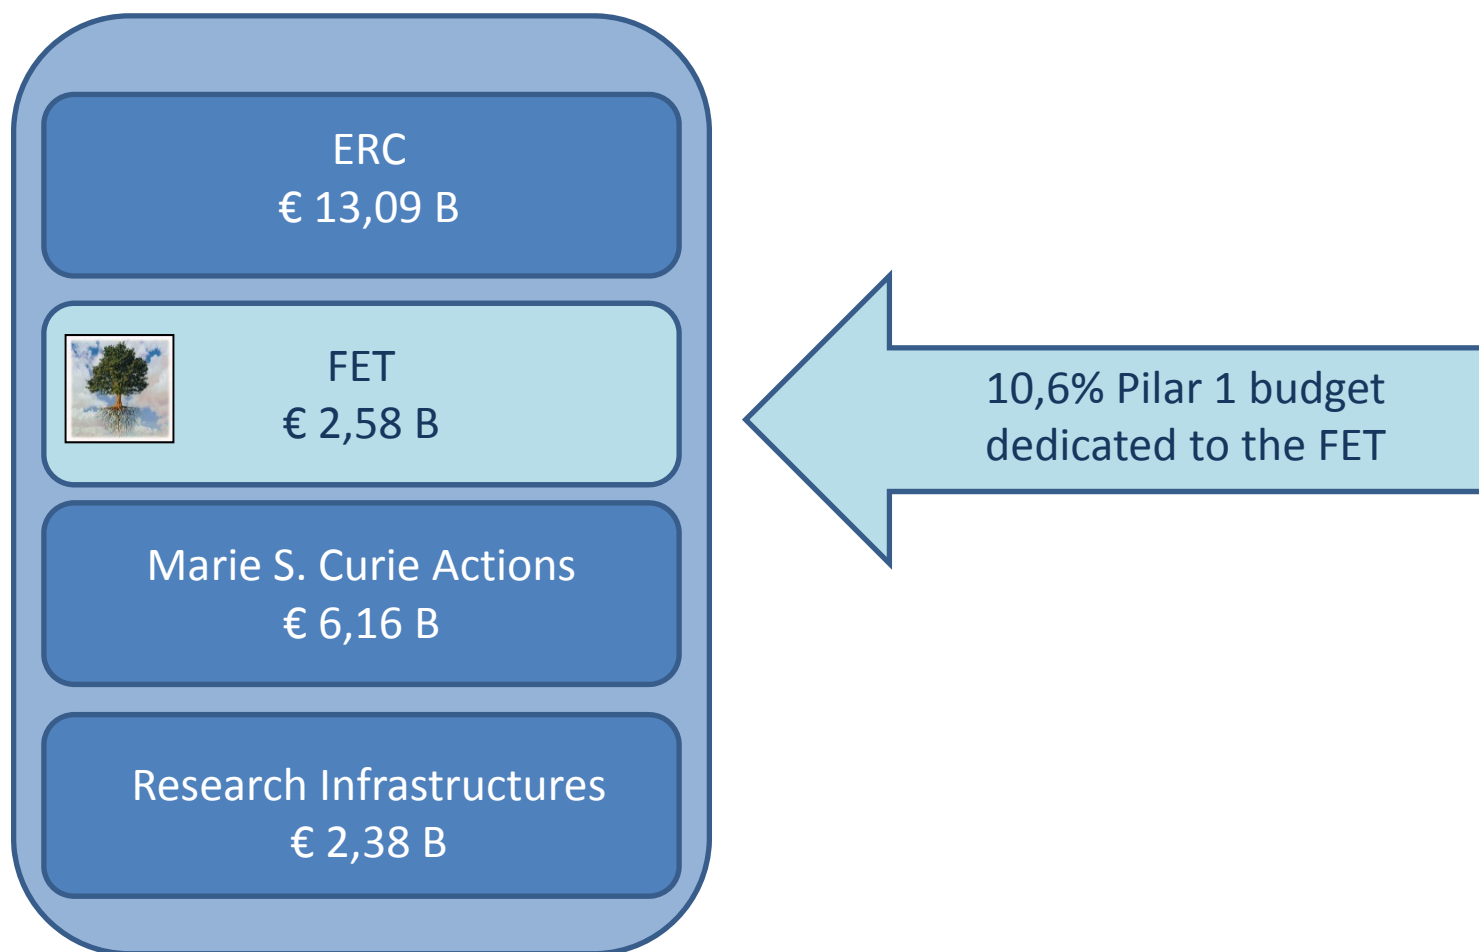 ERC
€ 13,09 B
FET
€ 2,58 B
10,6% Pilar 1 budget
dedicated to the FET
Marie S. Curie Actions
€ 6,16 B
Research Infrastructures
€ 2,38 B